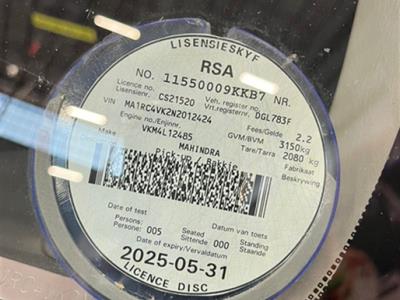 LISENSIESKYF
RSA
NO. 11550009KKB7 NR.
Licence no. CS21520 Veh. register no. DGL783F
Lisensienr. Vrt.registernr.
VIN MA1RC4VK2N2012424 Fees/Gelde 2.2
Engine no/Enjinnr. VKM4L12485 GVM/BVM 3150kg
Make MAHINDRA Tare/Tarra 2080 kg
Pick-up / Bakkie Fabrikaat
Beskrywing
Date of test Datum van toets
Persons: 005 Seated 000 Standing
Persone: Sittende Staande
Date of expiry/Vervaldatum
2025-05-31
LICENCE DISC